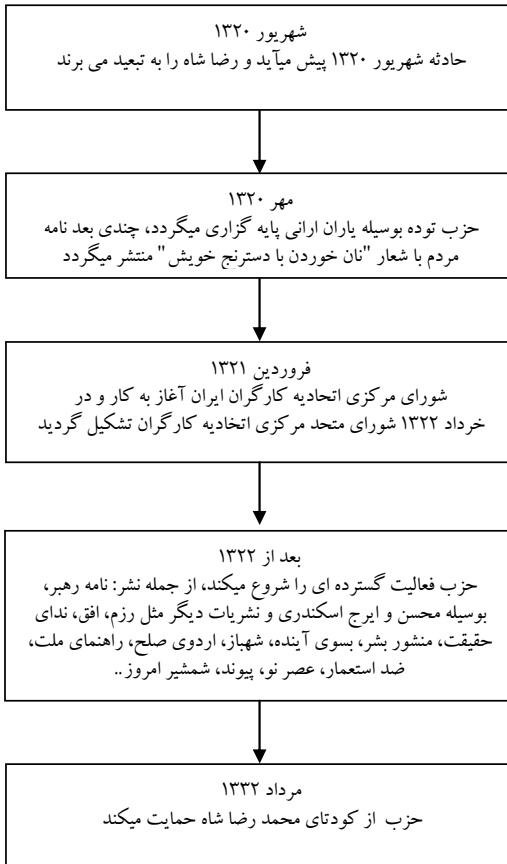 شهریور ۱۳۲۰
حادثه شهریور ۱۳۲۰ پیش میآید و رضا شاه را به تبعید می برند
مهر ۱۳۲۰
حزب توده بوسیله یاران ارانی پایه گزاری میگردد، چندی بعد نامه
مردم با شعار "نان خوردن با دسترنج خویش" منتشر میگردد
فروردین ۱۳۲۱
شورای مرکزی اتحادیه کارگران ایران آغاز به کار و در
خرداد ۱۳۲۲ شورای متحد مرکزی اتخادیه کارگران تشکیل گردید
بعد از ۱۳۲۲
حزب فعالیت گسترده ای را شروع میکند، از جمله نشر: نامه رهبر،
بوسیله محسن و ایرج اسکندری و نشریات دیگر مثل رزم، افق، ندای
حقیقت، منشور بشر، بسوی آینده، شهباز، اردوی صلح، راهنمای ملت،
ضد استعمار، عصر نو، پیوند، شمشیر امروز..
مرداد ۱۳۳۲
حزب از کودتای محمد رضا شاه حمایت میکند